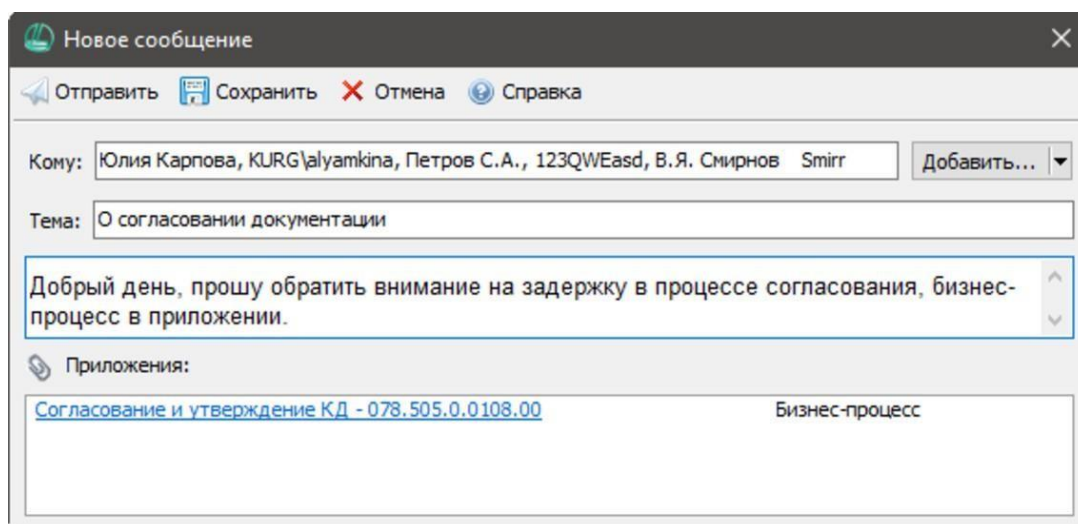 Новое сообщение
Отправить Сохранить Отмена Справка
Кому: Юлия Карпова, KURG\alyamkina, Петров С.А., 123QWEasd, В.Я. Смирнов Smirr Добавить...
Тема: О согласовании документации
Добрый день, прошу обратить внимание на задержку в процессе согласования, бизнес-
процесс в приложении.
Приложения:
Согласование и утверждение КД - 078.505.0.0108.00 Бизнес-процесс